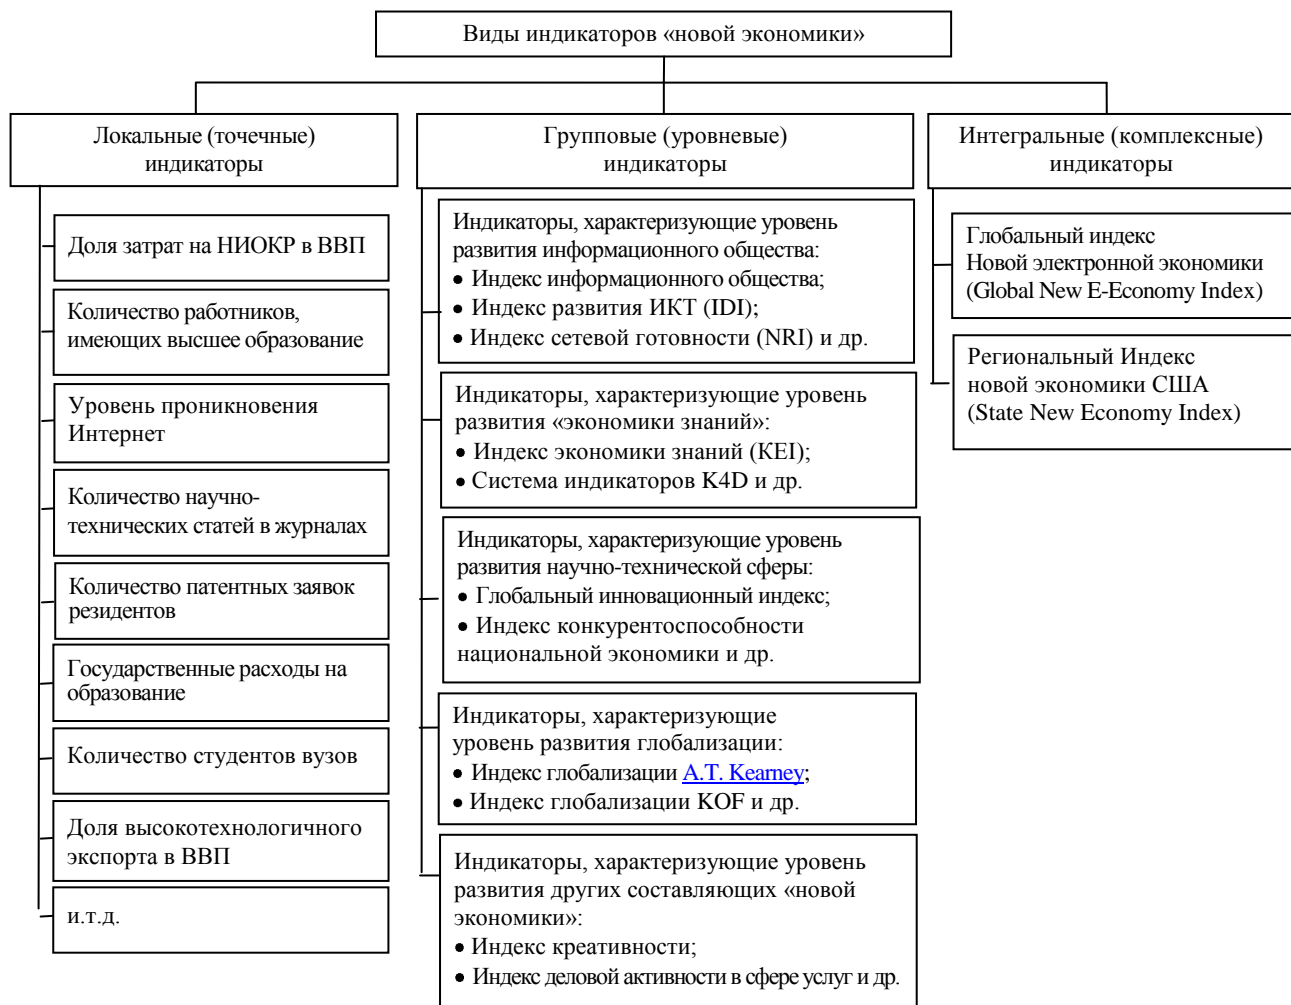 Виды индикаторов «новой экономики»
Локальные (точечные)
индикаторы
Доля затрат на НИОКР в ВВП
Количество работников,
имеющих высшее образование
Уровень проникновения
Интернет
Количество научно-
технических статей в журналах
Количество патентных заявок
резидентов
Государственные расходы на
образование
Количество студентов вузов
Доля высокотехнологичного
экспорта в ВВП
и.т.д.
Групповые (уровневые)
индикаторы
Индикаторы, характеризующие уровень
развития информационного общества:
• Индекс информационного общества;
• Индекс развития ИКТ (IDI);
• Индекс сетевой готовности (NRI) и др.
Индикаторы, характеризующие уровень
развития «экономики знаний»:
• Индекс экономики знаний (KEI);
• Система индикаторов K4D и др.
Индикаторы, характеризующие уровень
развития научно-технической сферы:
• Глобальный инновационный индекс;
• Индекс конкурентоспособности
национальной экономики и др.
Индикаторы, характеризующие
уровень развития глобализации:
• Индекс глобализации A.T. Kearney;
• Индекс глобализации KOF и др.
Индикаторы, характеризующие уровень
развития других составляющих «новой
экономики»:
• Индекс креативности;
• Индекс деловой активности в сфере услуг и др.
Интегральные (комплексные)
индикаторы
Глобальный индекс
Новой электронной экономики
(Global New E-Economy Index)
Региональный Индекс
новой экономики США
(State New Economy Index)